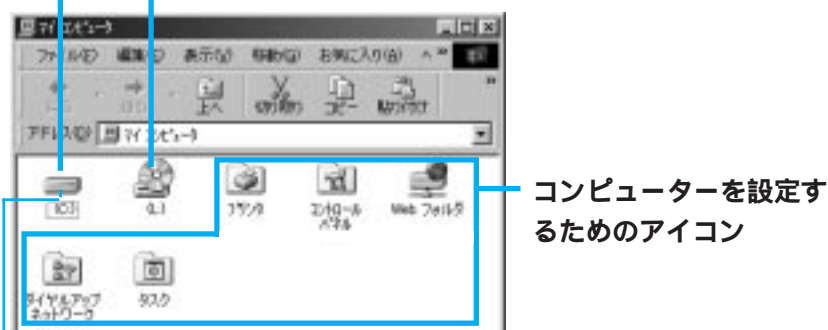 マイ コンピュータ
ファイル(F) 編集(E) 表示(V) 移動(G) お気に入り(A) ヘ »
上へ 切り取り コピー 貼り付け »
アドレス(D) マイ コンピュータ
(C:) (L:) プリンタ コントロール パネル Web フォルダ
コンピューターを設定す
るためのアイコン
ダイヤルアップ ネットワーク タスク